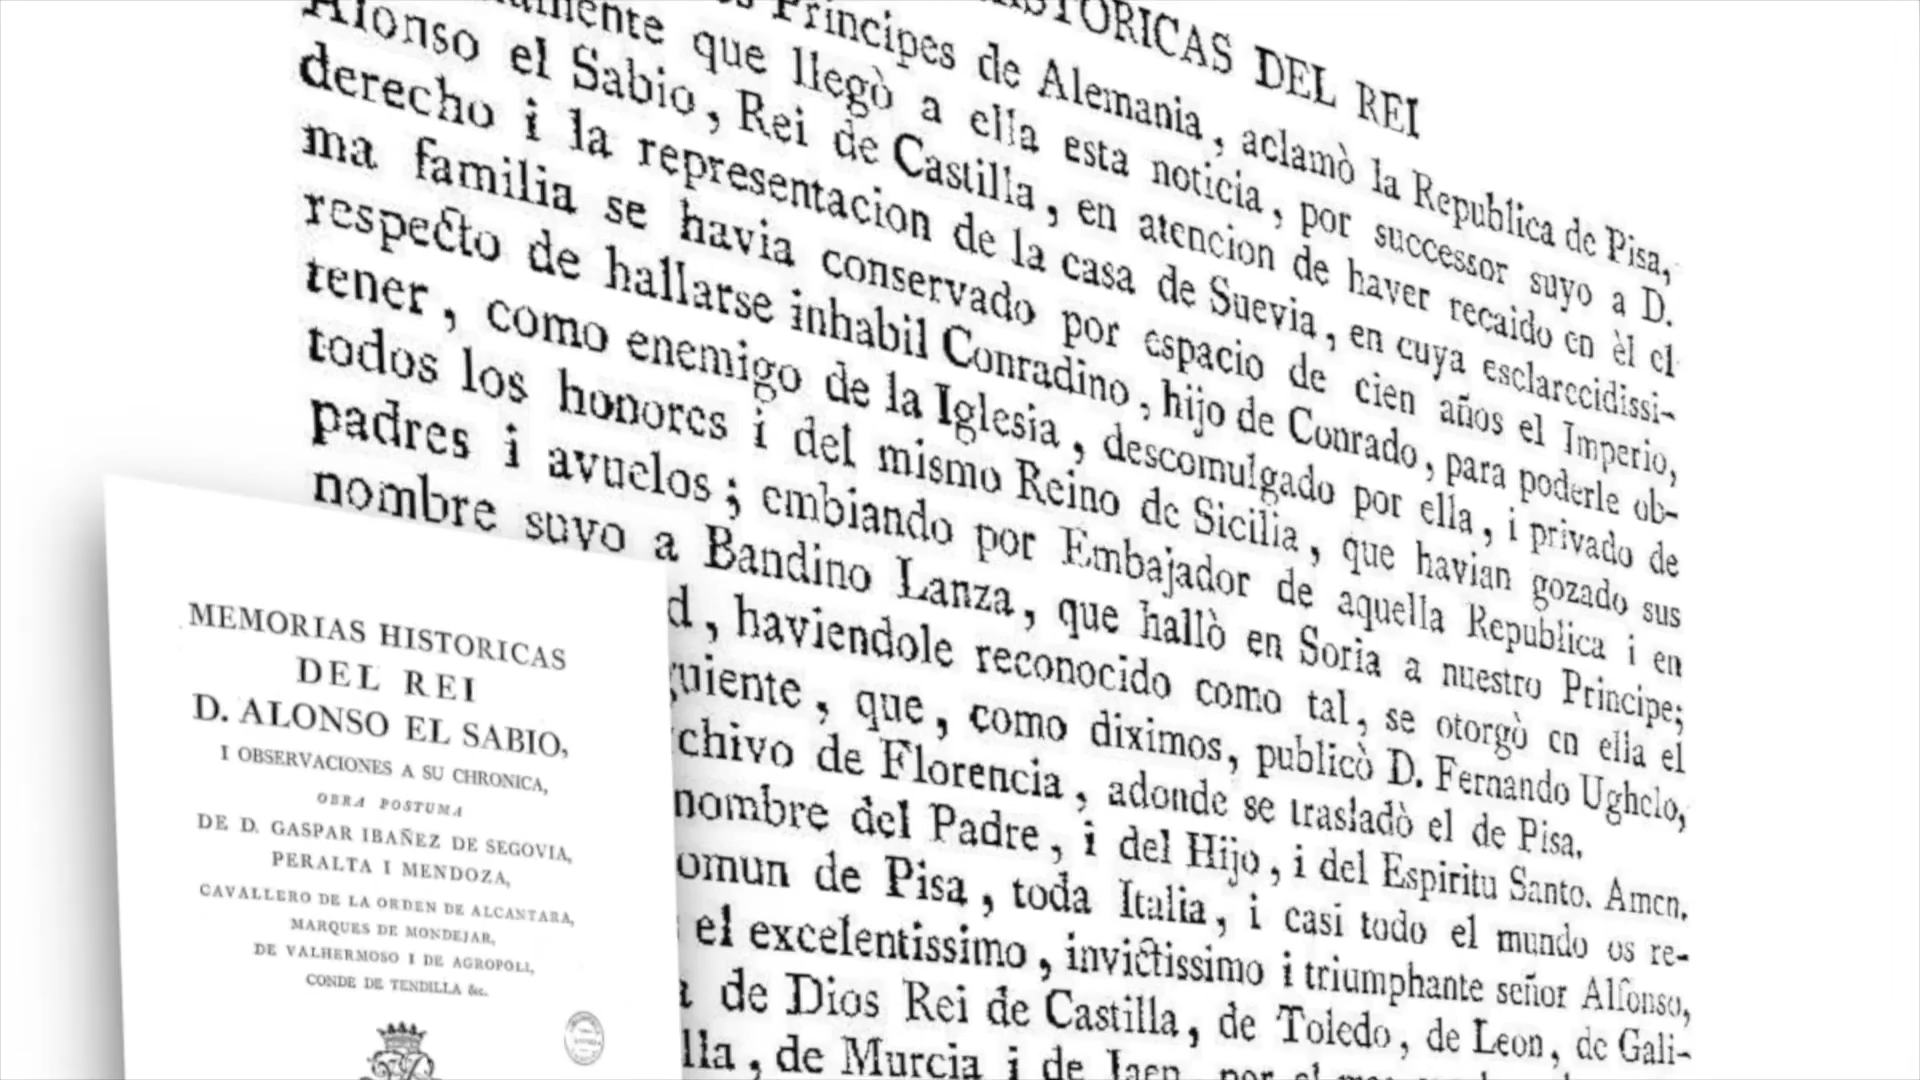 HISTORICAS DEL REI
Principes de Alemania, aclamò la Republica de Pisa,
que llegò a ella esta noticia, por successor suyo a D.
Alonso el Sabio, Rei de Castilla, en atencion de haver recaido en èl el
derecho i la representacion de la casa de Suevia, en cuya esclarecidissi-
ma familia se havia conservado por espacio de cien años el Imperio,
respecto de hallarse inhabil Conradino, hijo de Conrado, para poderle ob-
tener, como enemigo de la Iglesia, descomulgado por ella, i privado de
todos los honores i del mismo Reino de Sicilia, que havian gozado sus
padres i avuelos; embiando por Embajador de aquella Republica i en
nombre suyo a Bandino Lanza, que hallò en Soria a nuestro Principe;
d, haviendole reconocido como tal, se otorgò en ella el
guiente, que, como diximos, publicò D. Fernando Ughelo,
chivo de Florencia, adonde se trasladò el de Pisa.
nombre del Padre, i del Hijo, i del Espiritu Santo. Amen.
omun de Pisa, toda Italia, i casi todo el mundo os re-
el excelentissimo, invictissimo i triumphante señor Alfonso,
de Dios Rei de Castilla, de Toledo, de Leon, de Gali-
lla, de Murcia i de Jaen, por
MEMORIAS HISTORICAS
DEL REI
D. ALONSO EL SABIO,
I OBSERVACIONES A SU CHRONICA,
OBRA POSTUMA
DE D. GASPAR IBAÑEZ DE SEGOVIA,
PERALTA I MENDOZA,
CAVALLERO DE LA ORDEN DE ALCANTARA,
MARQUES DE MONDEJAR,
DE VALHERMOSO I DE AGROPOLI,
CONDE DE TENDILLA &c.